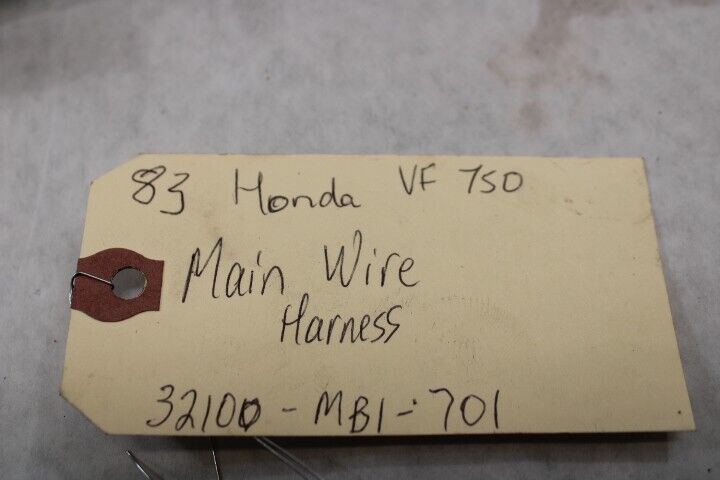 83 Honda VF 750
Main Wire
Harness
32100-MB1-701